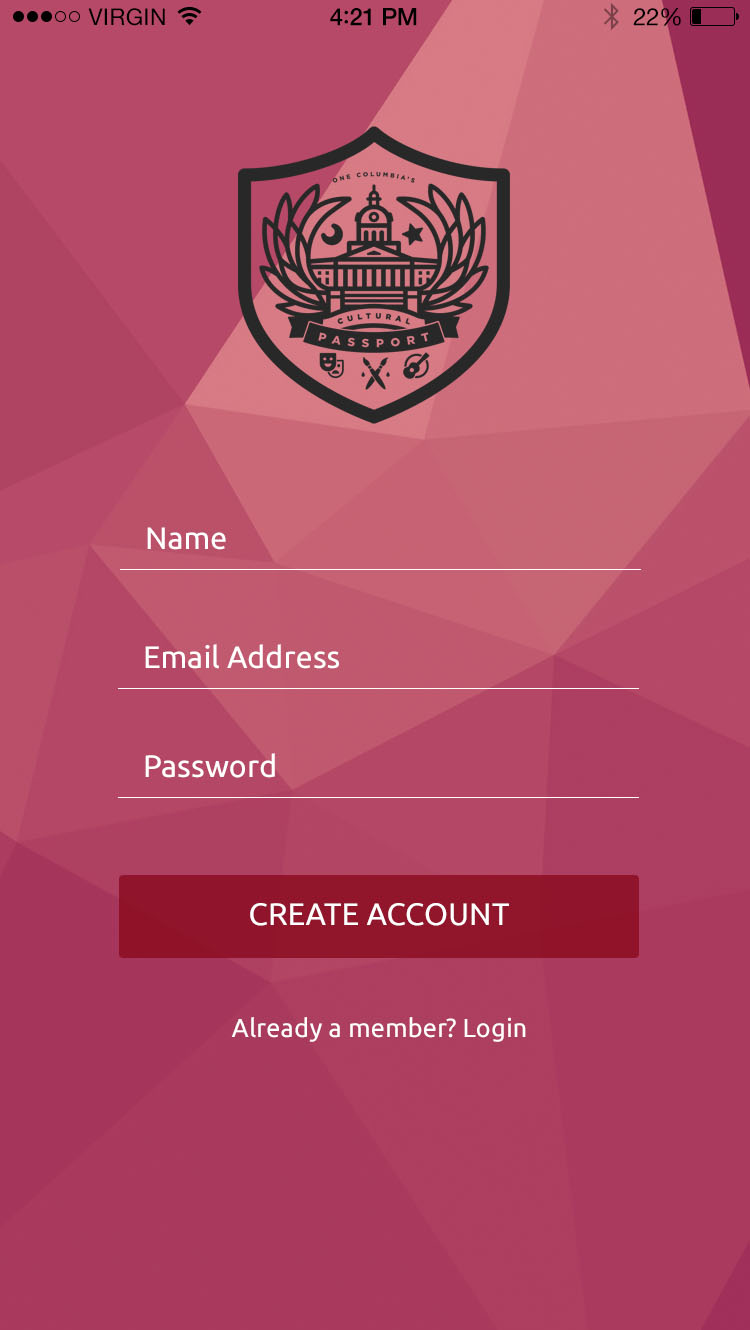 VIRGIN 4:21 PM 22%
ONE COLUMBIA'S
CULTURAL
PASSPORT
Name
Email Address
Password
CREATE ACCOUNT
Already a member? Login